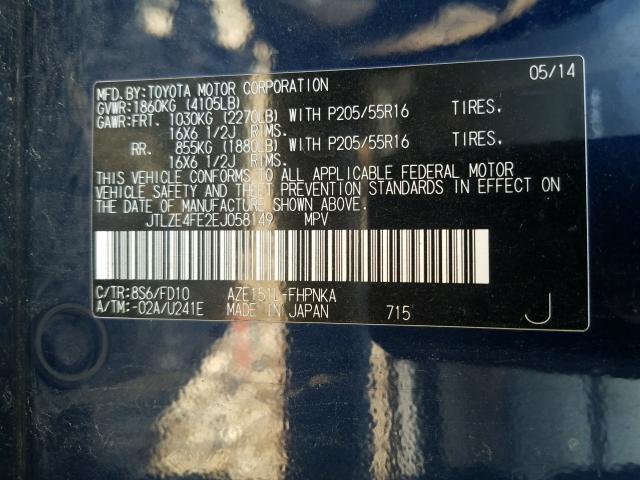 MFD.BY:TOYOTA MOTOR CORPORATION 05/14
GVWR:1860KG (4105LB)
GAWR:FRT. 1030KG (2270LB) WITH P205/55R16 TIRES,
16X6 1/2J RIMS.
RR. 855KG (1880LB) WITH P205/55R16 TIRES,
16X6 1/2J RIMS.
THIS VEHICLE CONFORMS TO ALL APPLICABLE FEDERAL MOTOR
VEHICLE SAFETY AND THEFT PREVENTION STANDARDS IN EFFECT ON
THE DATE OF MANUFACTURE SHOWN ABOVE.
JTLZE4FE2EJ058149 MPV
C/TR:8S6/FD10 AZE151L-FHPNKA
A/TM:-02A/U241E MADE IN JAPAN 715 J